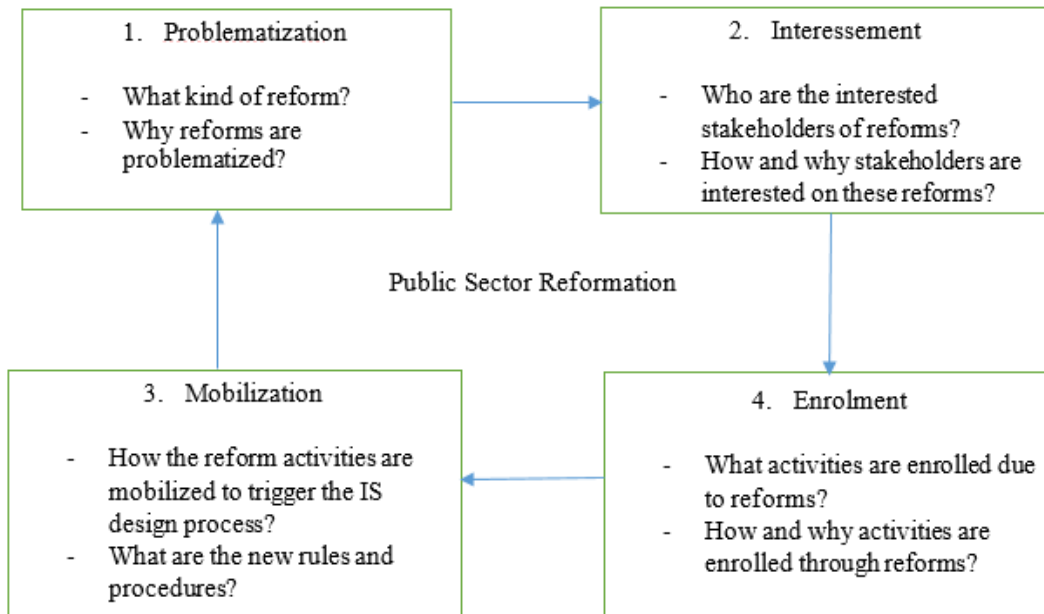 1. Problematization
- What kind of reform?
- Why reforms are
problematized?
2. Interessement
- Who are the interested
stakeholders of reforms?
- How and why stakeholders are
interested on these reforms?
Public Sector Reformation
3. Mobilization
- How the reform activities are
mobilized to trigger the IS
design process?
- What are the new rules and
procedures?
4. Enrolment
- What activities are enrolled due
to reforms?
- How and why activities are
enrolled through reforms?